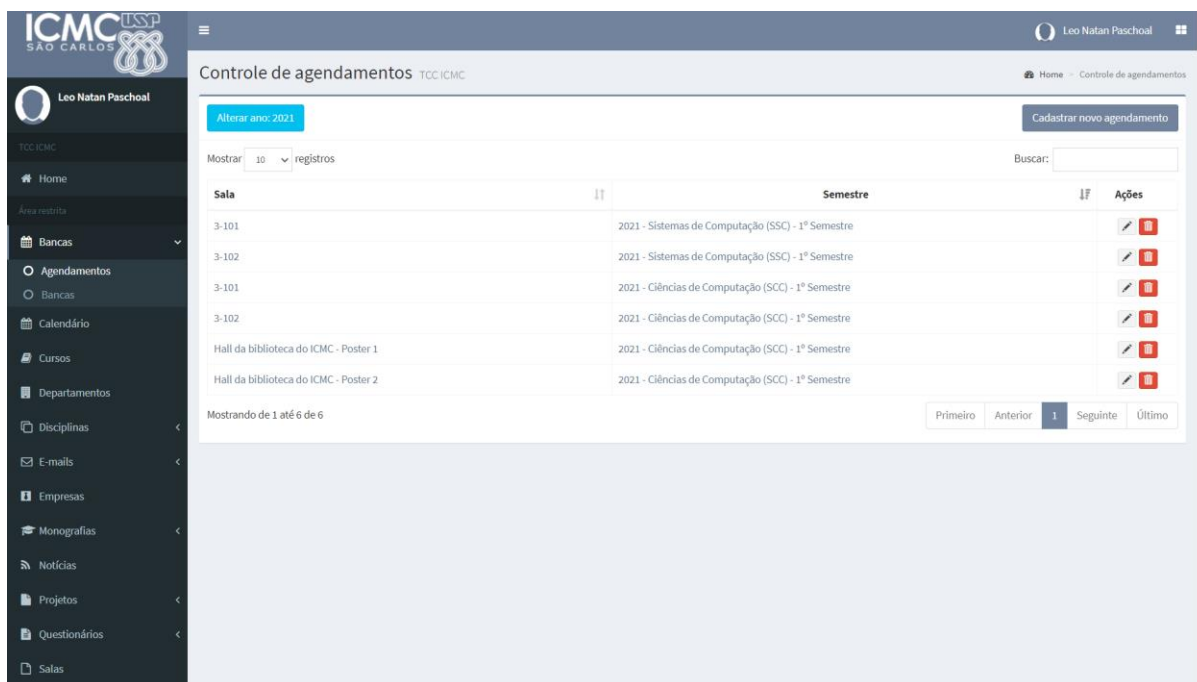 ICMC USP
SÃO CARLOS
Leo Natan Paschoal
Controle de agendamentos TCC ICMC
Home > Controle de agendamentos
Leo Natan Paschoal
Alterar ano: 2021
Cadastrar novo agendamento
TCC ICMC
Mostrar 10 registros
Buscar:
Home
Sala Semestre Ações
Área restrita
3-101 2021 - Sistemas de Computação (SSC) - 1º Semestre
Bancas
3-102 2021 - Sistemas de Computação (SSC) - 1º Semestre
Agendamentos
3-101 2021 - Ciências de Computação (SCC) - 1º Semestre
Bancas
3-102 2021 - Ciências de Computação (SCC) - 1º Semestre
Calendário
Hall da biblioteca do ICMC - Poster 1 2021 - Ciências de Computação (SCC) - 1º Semestre
Cursos
Hall da biblioteca do ICMC - Poster 2 2021 - Ciências de Computação (SCC) - 1º Semestre
Departamentos
Mostrando de 1 até 6 de 6
Primeiro Anterior 1 Seguinte Último
Disciplinas
E-mails
Empresas
Monografias
Notícias
Projetos
Questionários
Salas